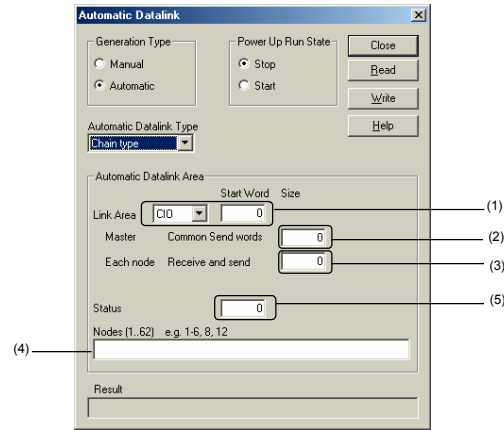 Automatic Datalink
Generation Type
Manual
Automatic
Power Up Run State
Stop
Start
Close
Read
Write
Help
Automatic Datalink Type
Chain type
Automatic Datalink Area
Start Word Size
Link Area CIO 0 (1)
Master Common Send words 0 (2)
Each node Receive and send 0 (3)
Status 0 (5)
Nodes (1..62) e.g. 1-6, 8, 12
(4)
Result